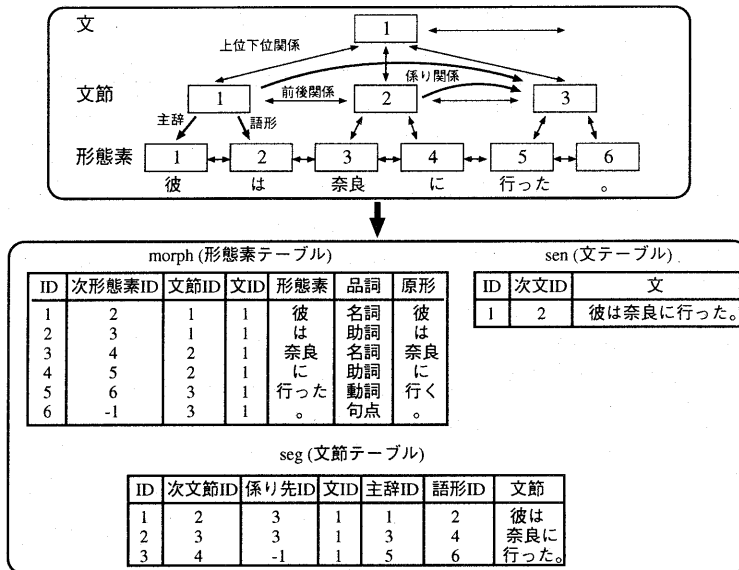 文 1
上位下位関係
係り関係
文節 1 前後関係 2 3
主辞 語形
形態素 1 2 3 4 5 6
彼 は 奈良 に 行った 。
morph (形態素テーブル)
ID 次形態素ID 文節ID 文ID 形態素 品詞 原形
1 2 1 1 彼 名詞 彼
2 3 1 1 は 助詞 は
3 4 2 1 奈良 名詞 奈良
4 5 2 1 に 助詞 に
5 6 3 1 行った 動詞 行く
6 -1 3 1 。 句点 。
sen (文テーブル)
ID 次文ID 文
1 2 彼は奈良に行った。
seg (文節テーブル)
ID 次文節ID 係り先ID 文ID 主辞ID 語形ID 文節
1 2 3 1 1 2 彼は
2 3 3 1 3 4 奈良に
3 4 -1 1 5 6 行った。